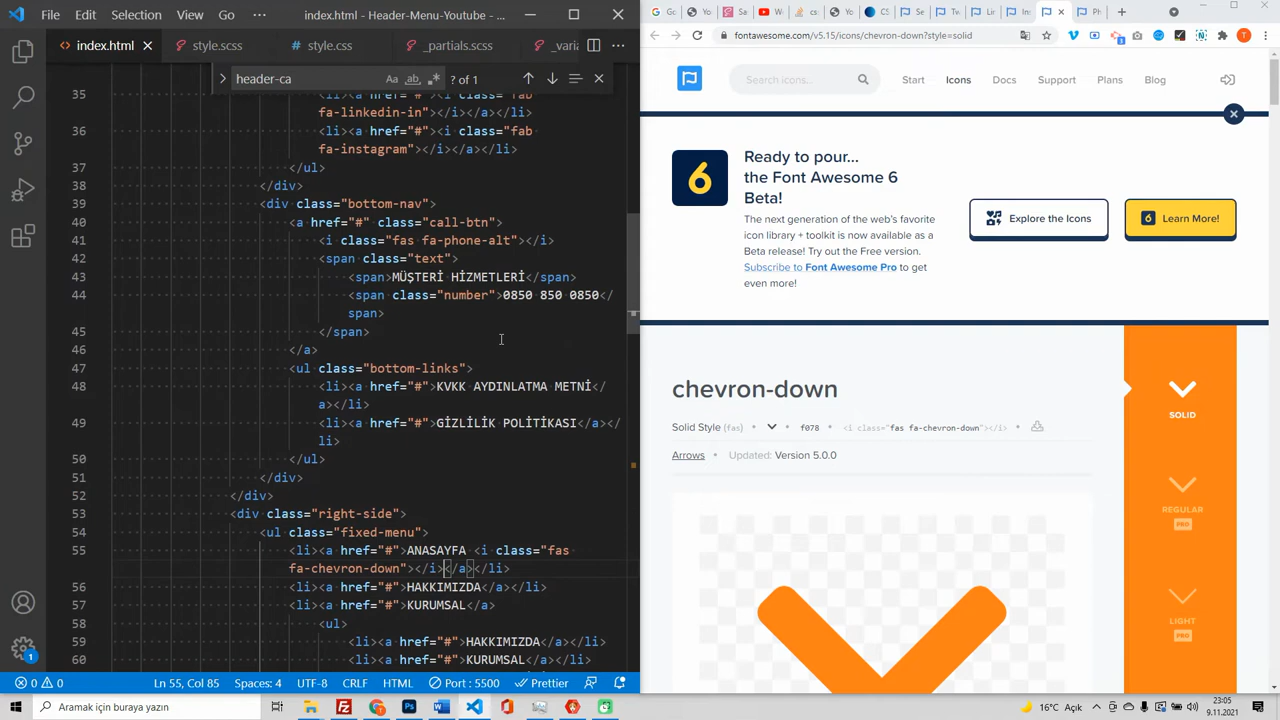 File Edit Selection ··· index.html - Header-Menu-Youtube...
index.html style.scss style.css _partials.scss
header-ca Aa ab ? of 1
35 <li><a href="#"><i class="fab
fa-linkedin-in"></i></a></li>
36 <li><a href="#"><i class="fab
fa-instagram"></i></a></li>
37 </ul>
38 </div>
39 <div class="bottom-nav">
40 <a href="#" class="call-btn">
41 <i class="fas fa-phone-alt"></i>
42 <span class="text">
43 <span>MÜŞTERİ HİZMETLERİ</span>
44 <span class="number">0850 850 0850</
span>
45 </span>
46 </a>
47 <ul class="bottom-links">
48 <li><a href="#">KVKK AYDINLATMA METNİ</
a></li>
49 <li><a href="#">GİZLİLİK POLİTİKASI</a></
li>
50 </ul>
51 </div>
52 </div>
53 <div class="right-side">
54 <ul class="fixed-menu">
55 <li><a href="#">ANASAYFA <i class="fas
fa-chevron-down"></i></a></li>
56 <li><a href="#">HAKKIMIZDA</a></li>
57 <li><a href="#">KURUMSAL</a>
58 <ul>
59 <li><a href="#">HAKKIMIZDA</a></li>
60 <li><a href="#">KURUMSAL</a></li>
0 0 Ln 55, Col 85 Spaces: 4 UTF-8 CRLF HTML Port : 5500 Prettier
fontawesome.com/v5.15/icons/chevron-down?style=solid
Search icons... Start Icons Docs Support Plans Blog
6
Ready to pour...
the Font Awesome 6
Beta!
The next generation of the web's favorite
icon library + toolkit is now available as a
Beta release! Try out the Free version.
Subscribe to Font Awesome Pro to get
even more!
Explore the Icons
6 Learn More!
chevron-down
Solid Style (fas) • • f078 • <i class="fas fa-chevron-down"></i> •
Arrows • Updated: Version 5.0.0
SOLID
REGULAR
PRO
LIGHT
PRO
Aramak için buraya yazın
16°C Açık
23:05
9.11.2021